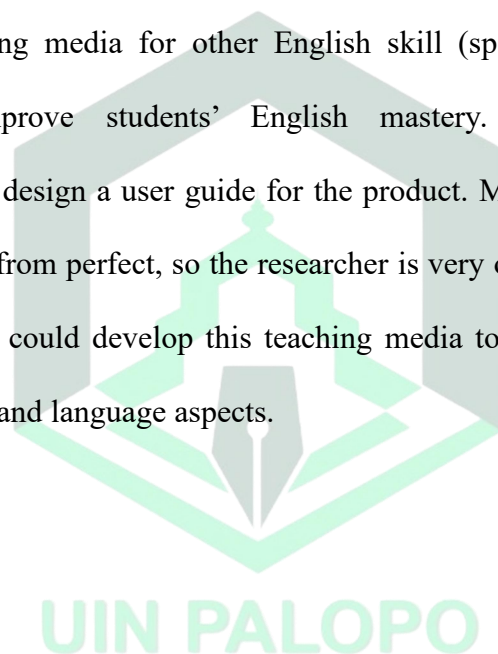 ng media for other English skill (sp
prove students' English mastery.
design a user guide for the product. M
from perfect, so the researcher is very
could develop this teaching media to
and language aspects.
UIN PALOPO